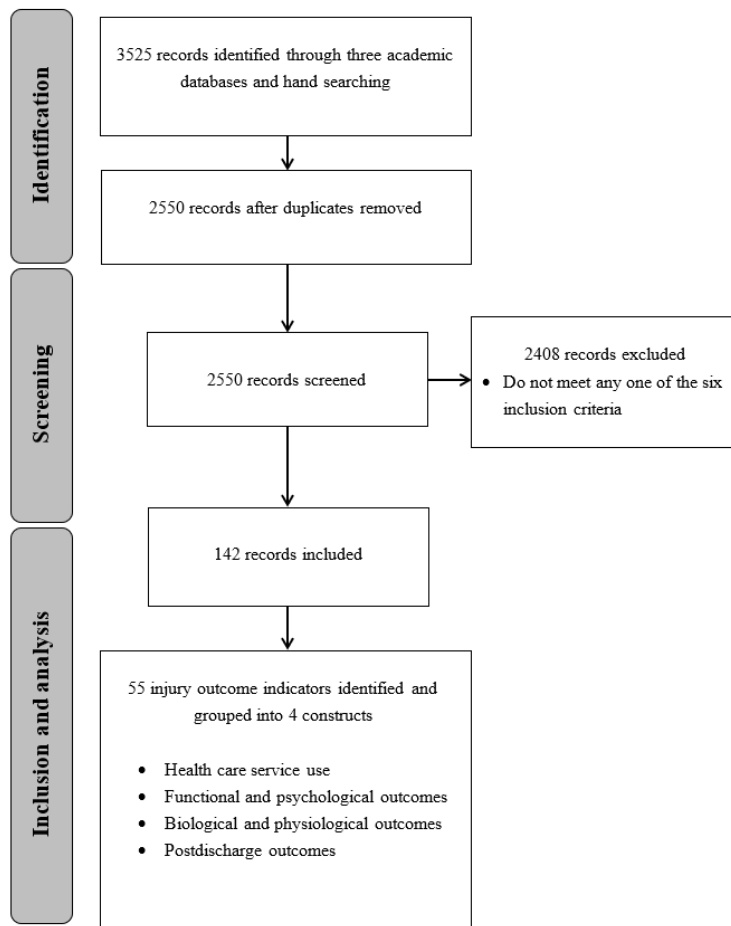 Identification
3525 records identified through three academic
databases and hand searching
2550 records after duplicates removed
Screening
2550 records screened
2408 records excluded
• Do not meet any one of the six
inclusion criteria
142 records included
Inclusion and analysis
55 injury outcome indicators identified and
grouped into 4 constructs
• Health care service use
• Functional and psychological outcomes
• Biological and physiological outcomes
• Postdischarge outcomes